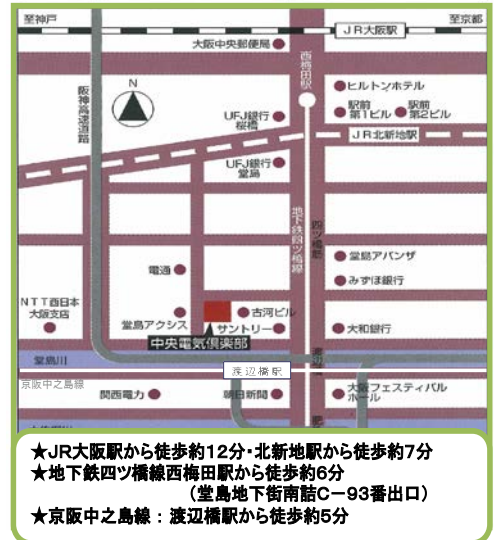 至神戸
至京都
JR大阪駅
大阪中央郵便局
西梅田駅
阪神高速道路
N
ヒルトンホテル
駅前
第1ビル
駅前
第2ビル
UFJ銀行
桜橋
JR北新地駅
UFJ銀行
堂島
地下鉄四ツ橋線
四ツ橋筋
堂島アバンザ
電通
みずほ銀行
NTT西日本
大阪支店
堂島アクシス
古河ビル
サントリー
大和銀行
中央電気倶楽部
堂島川
渡辺橋
渡辺橋駅
京阪中之島線
関西電力
朝日新聞
大阪フェスティバル
ホール
★JR大阪駅から徒歩約12分・北新地駅から徒歩約7分
★地下鉄四ツ橋線西梅田駅から徒歩約6分
(堂島地下街南詰C－93番出口)
★京阪中之島線：渡辺橋駅から徒歩約5分